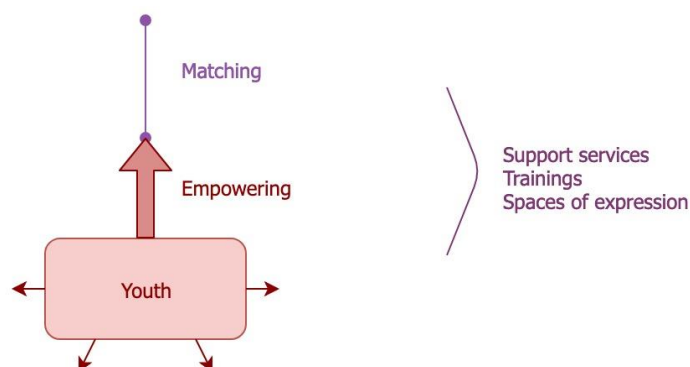 Matching
Empowering
Youth
Support services
Trainings
Spaces of expression